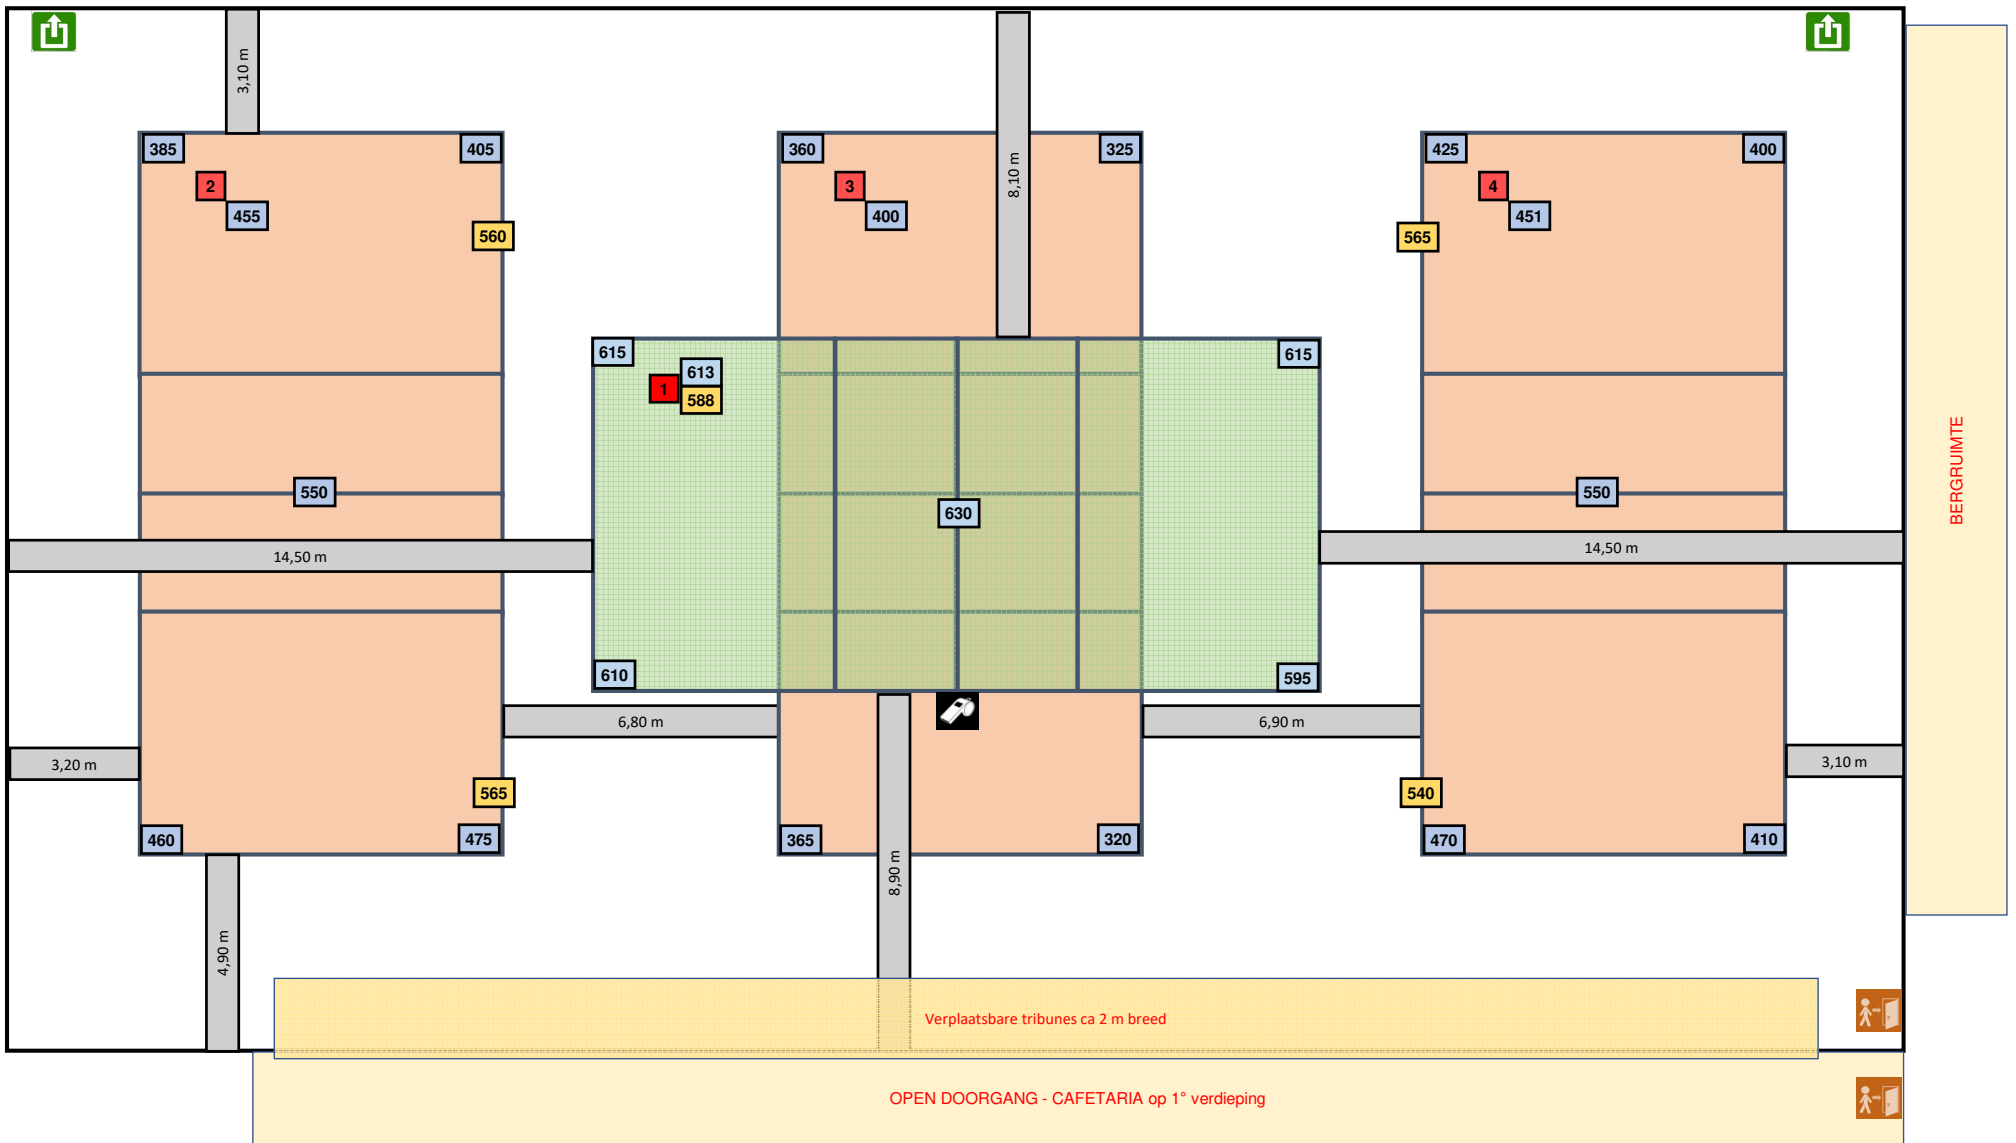 3,10 m
8,10 m
385
405
360
325
425
400
2
3
4
455
400
451
560
565
615
615
613
1
588
550
630
550
14,50 m
14,50 m
BERGRUIMTE
610
595
6,80 m
6,90 m
3,20 m
3,10 m
565
540
460
475
365
320
470
410
8,90 m
4,90 m
Verplaatsbare tribunes ca 2 m breed
OPEN DOORGANG - CAFETARIA op 1° verdieping